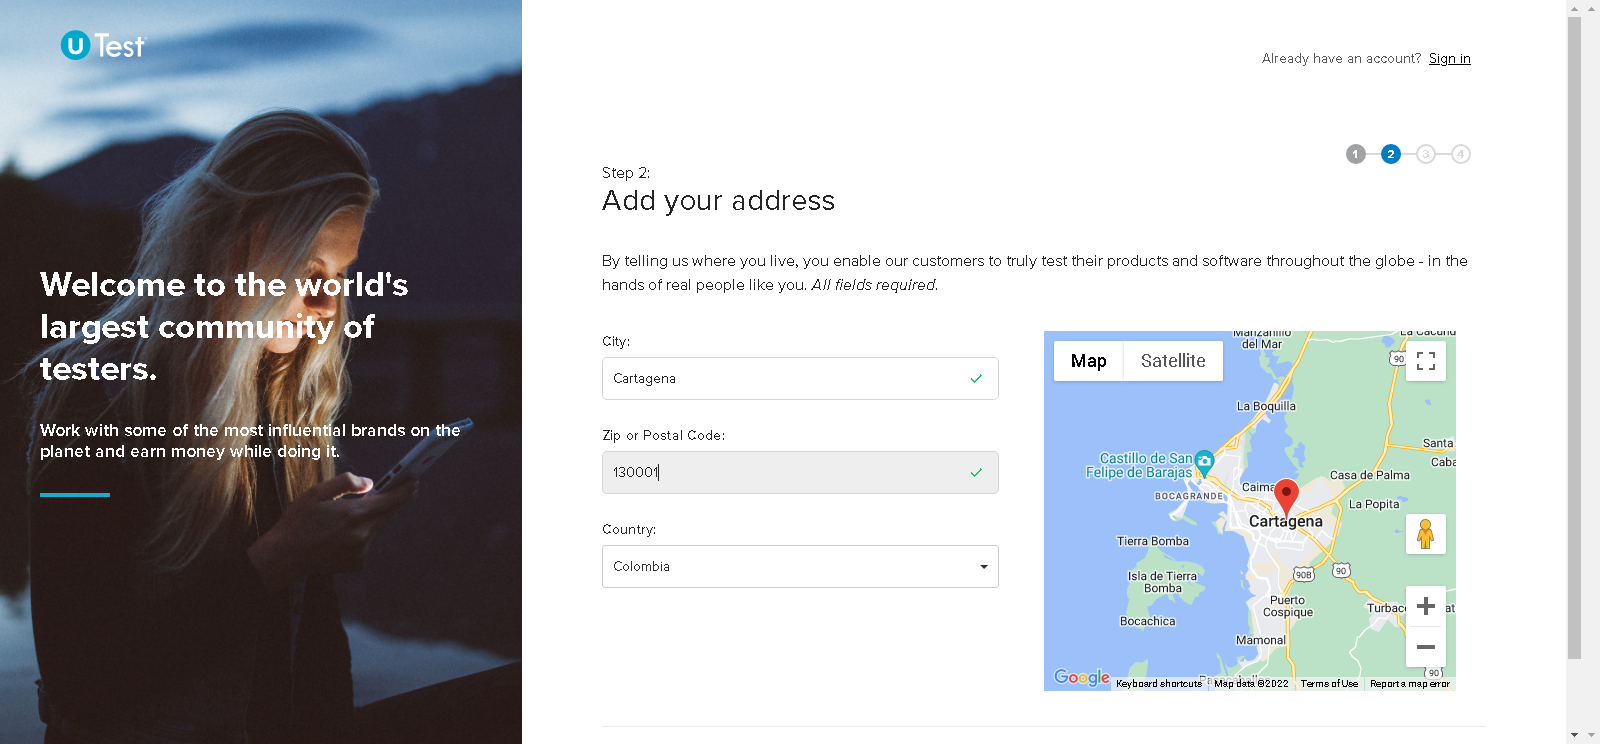 U Test
Already have an account? Sign in
1 2 3 4
Step 2:
Add your address
By telling us where you live, you enable our customers to truly test their products and software throughout the globe - in the
hands of real people like you. All fields required.
Welcome to the world's
largest community of
testers.
Work with some of the most influential brands on the
planet and earn money while doing it.
City:
Cartagena
Zip or Postal Code:
130001
Country:
Colombia
Map Satellite
Manzanillo
del Mar
90
La Boquilla
Santa
Castillo de San
Felipe de Barajas
Casa de Palma
BOCAGRANDE
La Popita
Cartagena
Tierra Bomba
90B
90
Isla de Tierra
Bomba
Puerto
Cospique
Bocachica
Mamonal
90
Google
Keyboard shortcuts
Map data ©2022
Terms of Use
Report a map error